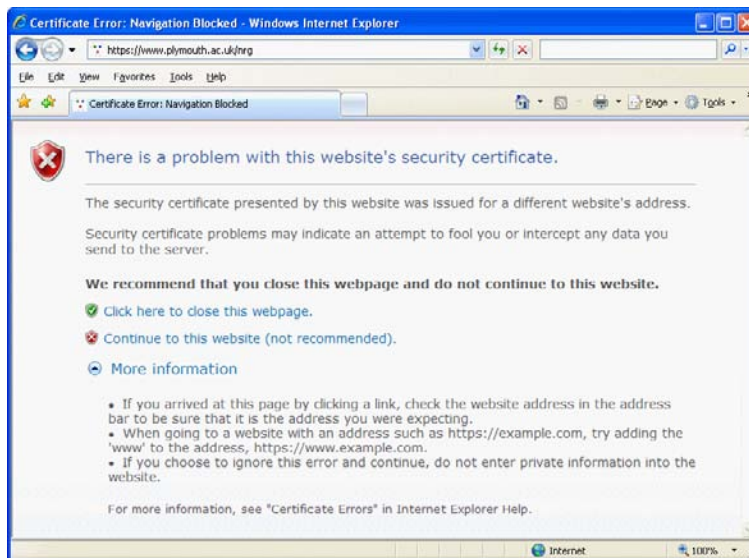 Certificate Error: Navigation Blocked - Windows Internet Explorer
https://www.plymouth.ac.uk/nrg
File Edit View Favorites Tools Help
Certificate Error: Navigation Blocked
Page Tools
There is a problem with this website's security certificate.
The security certificate presented by this website was issued for a different website's address.
Security certificate problems may indicate an attempt to fool you or intercept any data you
send to the server.
We recommend that you close this webpage and do not continue to this website.
Click here to close this webpage.
Continue to this website (not recommended).
More information
• If you arrived at this page by clicking a link, check the website address in the address
bar to be sure that it is the address you were expecting.
• When going to a website with an address such as https://example.com, try adding the
'www' to the address, https://www.example.com.
• If you choose to ignore this error and continue, do not enter private information into the
website.
For more information, see "Certificate Errors" in Internet Explorer Help.
Internet 100%